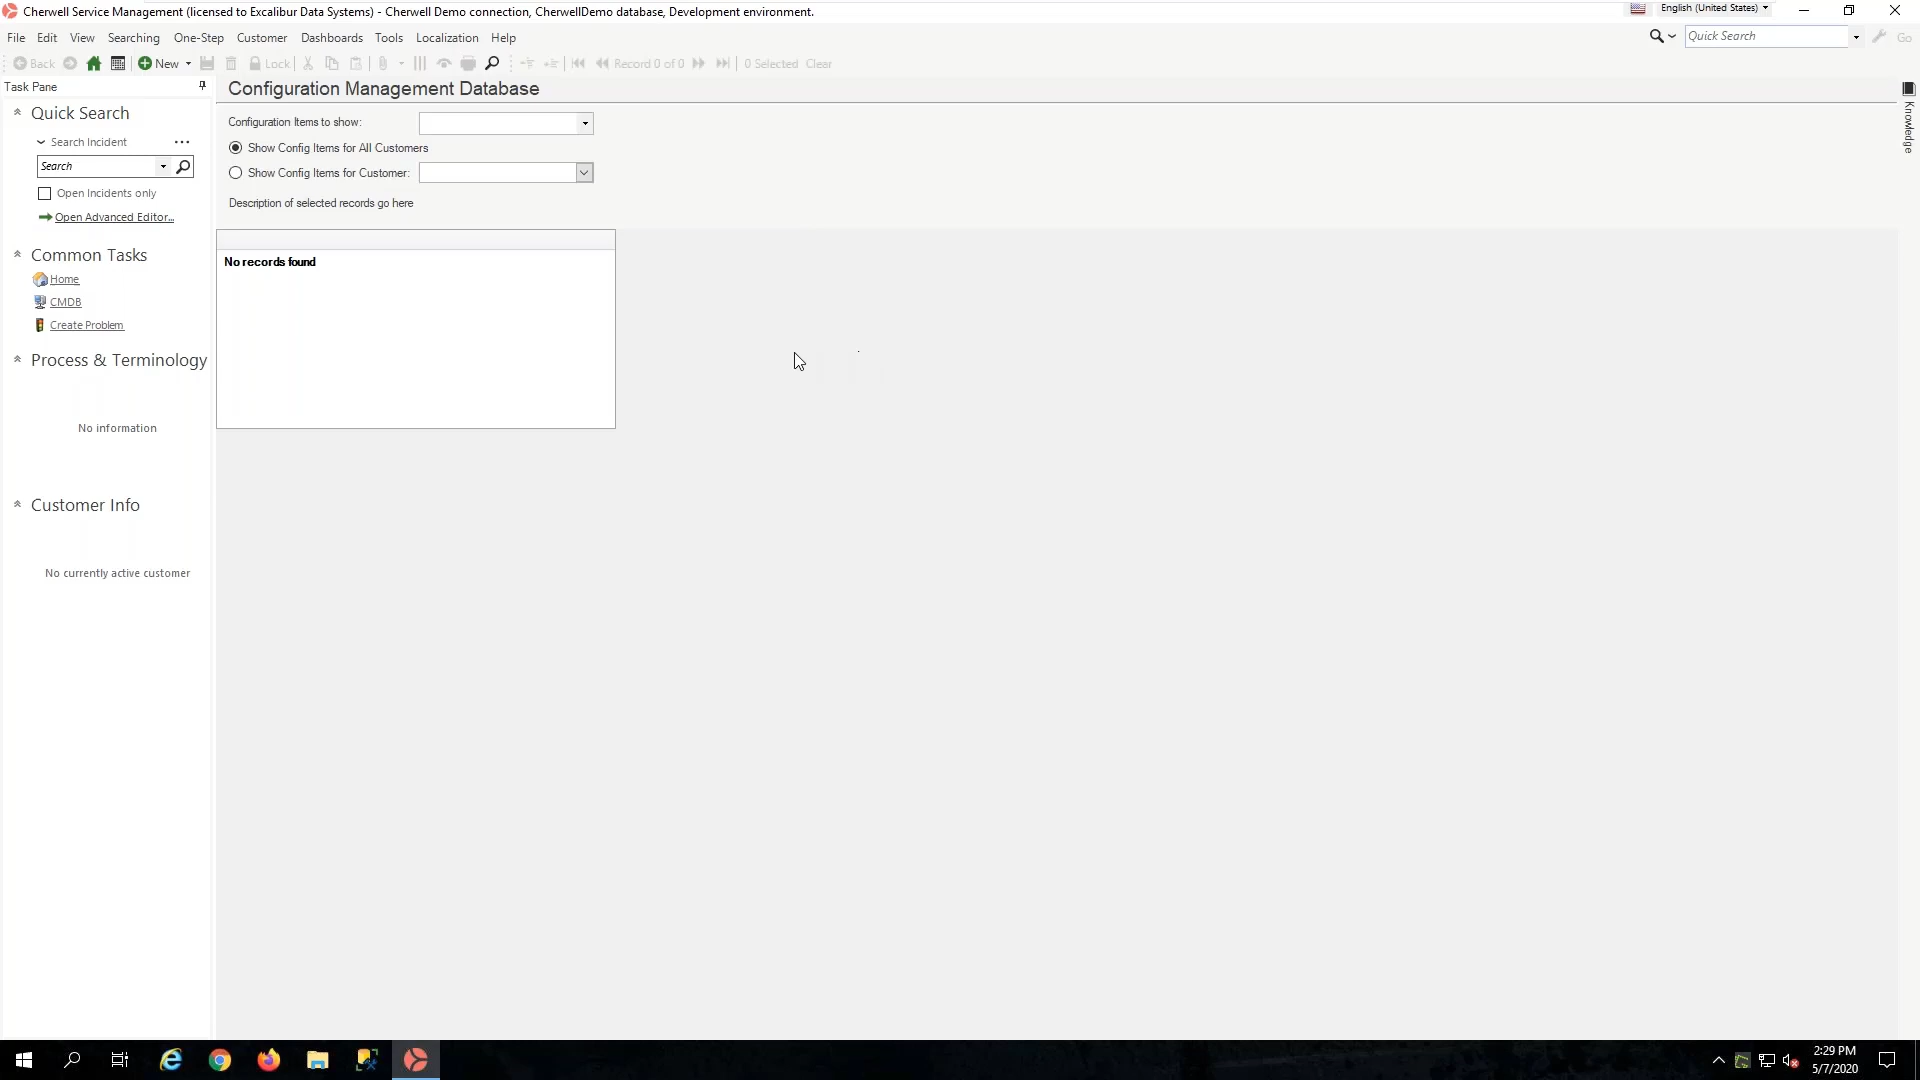 Cherwell Service Management (licensed to Excalibur Data Systems) - Cherwell Demo connection, CherwellDemo database, Development environment.
English (United States)
File Edit View Searching One-Step Customer Dashboards Tools Localization Help
Quick Search
Go
Back New Lock Record 0 of 0 0 Selected Clear
Task Pane
Configuration Management Database
Quick Search
Search Incident
Search
Open Incidents only
Open Advanced Editor...
Common Tasks
Home
CMDB
Create Problem
Process & Terminology
No information
Customer Info
No currently active customer
Configuration Items to show:
Show Config Items for All Customers
Show Config Items for Customer:
Description of selected records go here
No records found
Knowledge
2:29 PM
5/7/2020